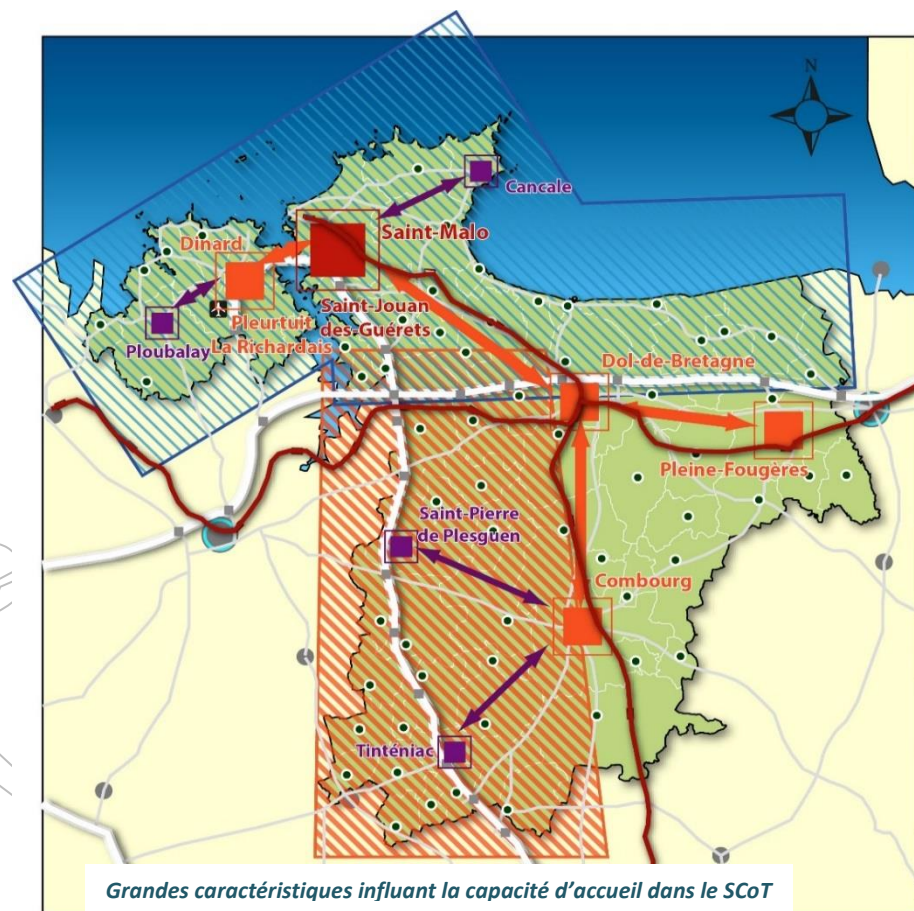 N
Cancale
Dinard
Saint-Malo
Saint-Jouan
des-Guérets
Pleurtuit
La Richardais
Ploubalay
Dol-de-Bretagne
Pleine-Fougères
Saint-Pierre
de Plesguen
Combourg
Tinténiac
Grandes caractéristiques influant la capacité d'accueil dans le SCoT